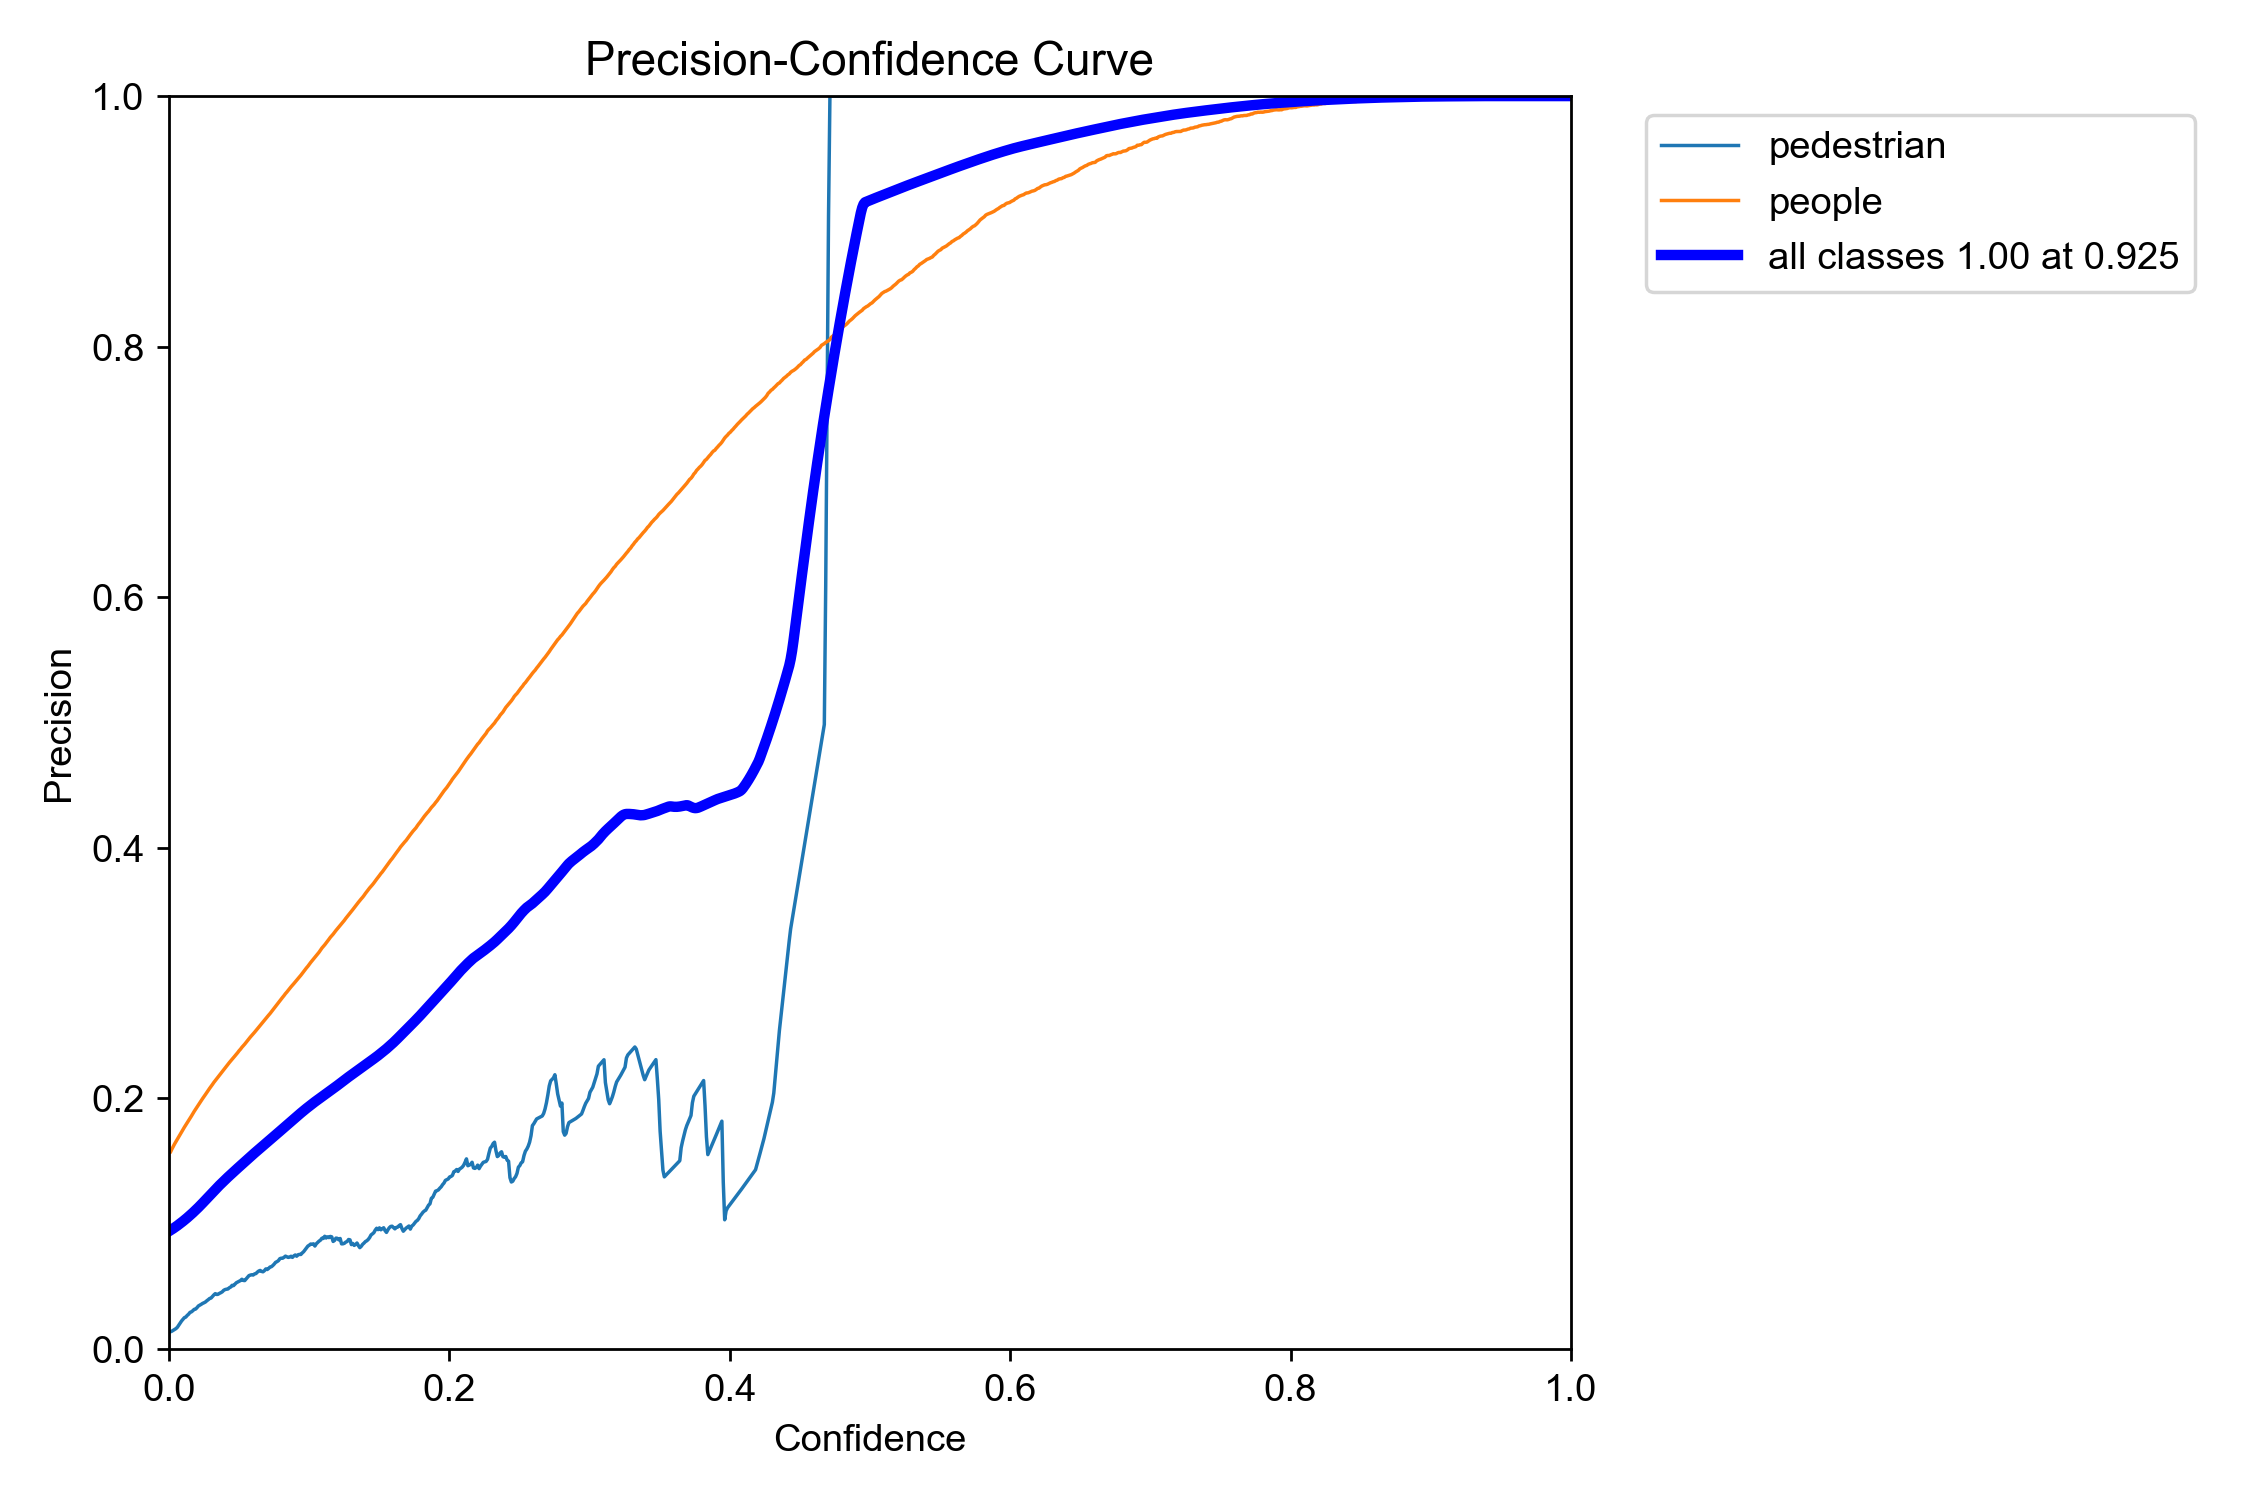 Precision-Confidence Curve
1.0
0.8
0.6
0.4
0.2
0.0
Precision
0.0 0.2 0.4 0.6 0.8 1.0
Confidence
pedestrian
people
all classes 1.00 at 0.925